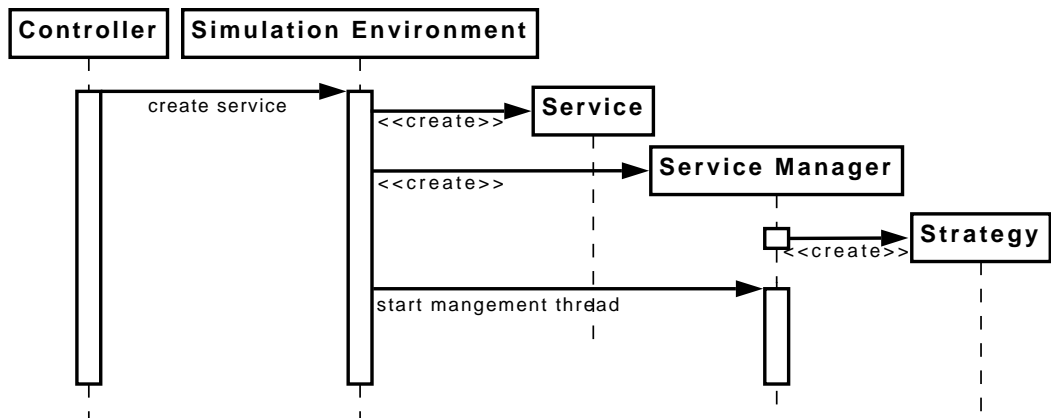 Controller
Simulation Environment
create service
<<create>>
Service
<<create>>
Service Manager
<<create>>
Strategy
start mangement thread